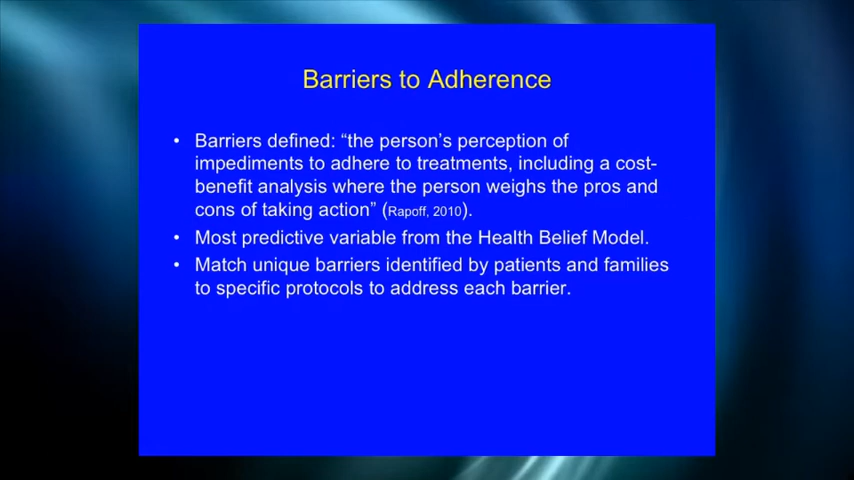 Barriers to Adherence
• Barriers defined: “the person’s perception of
impediments to adhere to treatments, including a cost-
benefit analysis where the person weighs the pros and
cons of taking action” (Rapoff, 2010).
• Most predictive variable from the Health Belief Model.
• Match unique barriers identified by patients and families
to specific protocols to address each barrier.